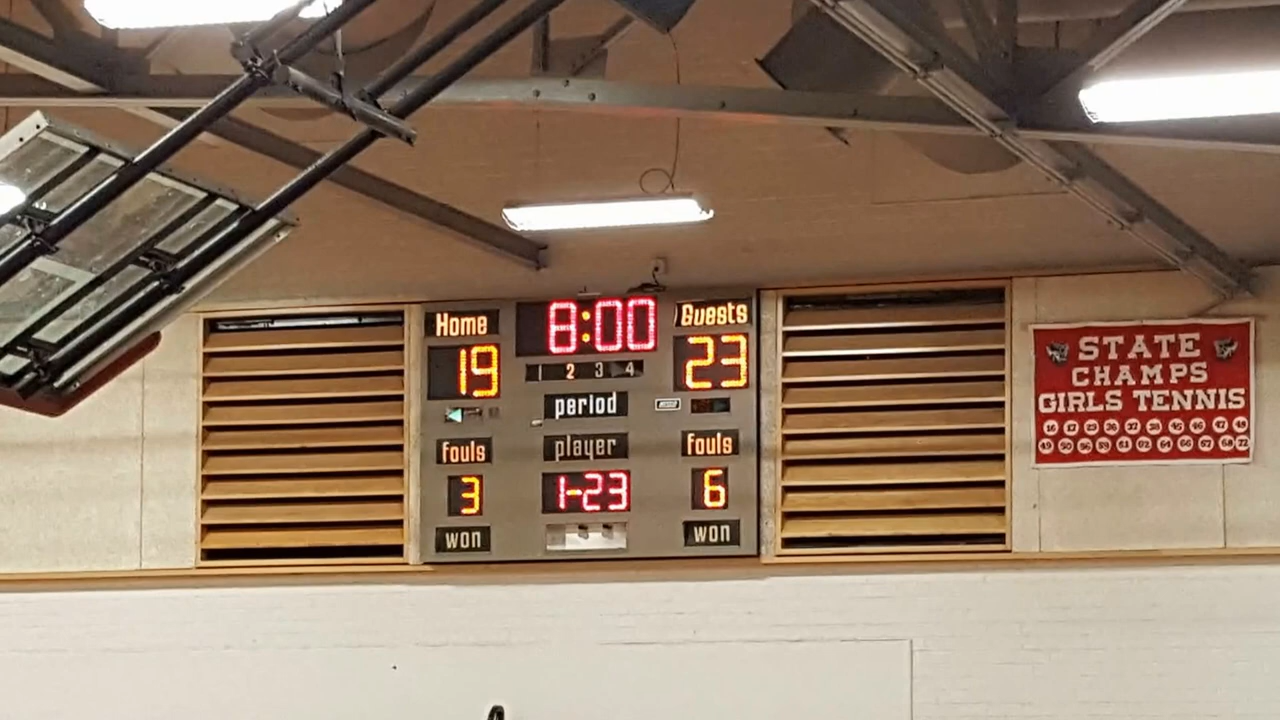 Home 8:00 Guests
19 23
1 2 3 4
period
fouls player fouls
3 1-23 6
won won
STATE
CHAMPS
GIRLS TENNIS